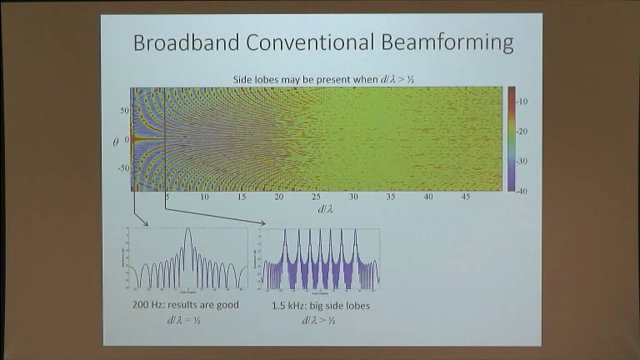 Broadband Conventional Beamforming
Side lobes may be present when d/λ > ½
50
θ 0
-50
-10
-20
-30
-40
5 10 15 20 25 30 35 40 45
d/λ
200 Hz: results are good
d/λ = ½
1.5 kHz: big side lobes
d/λ > ½